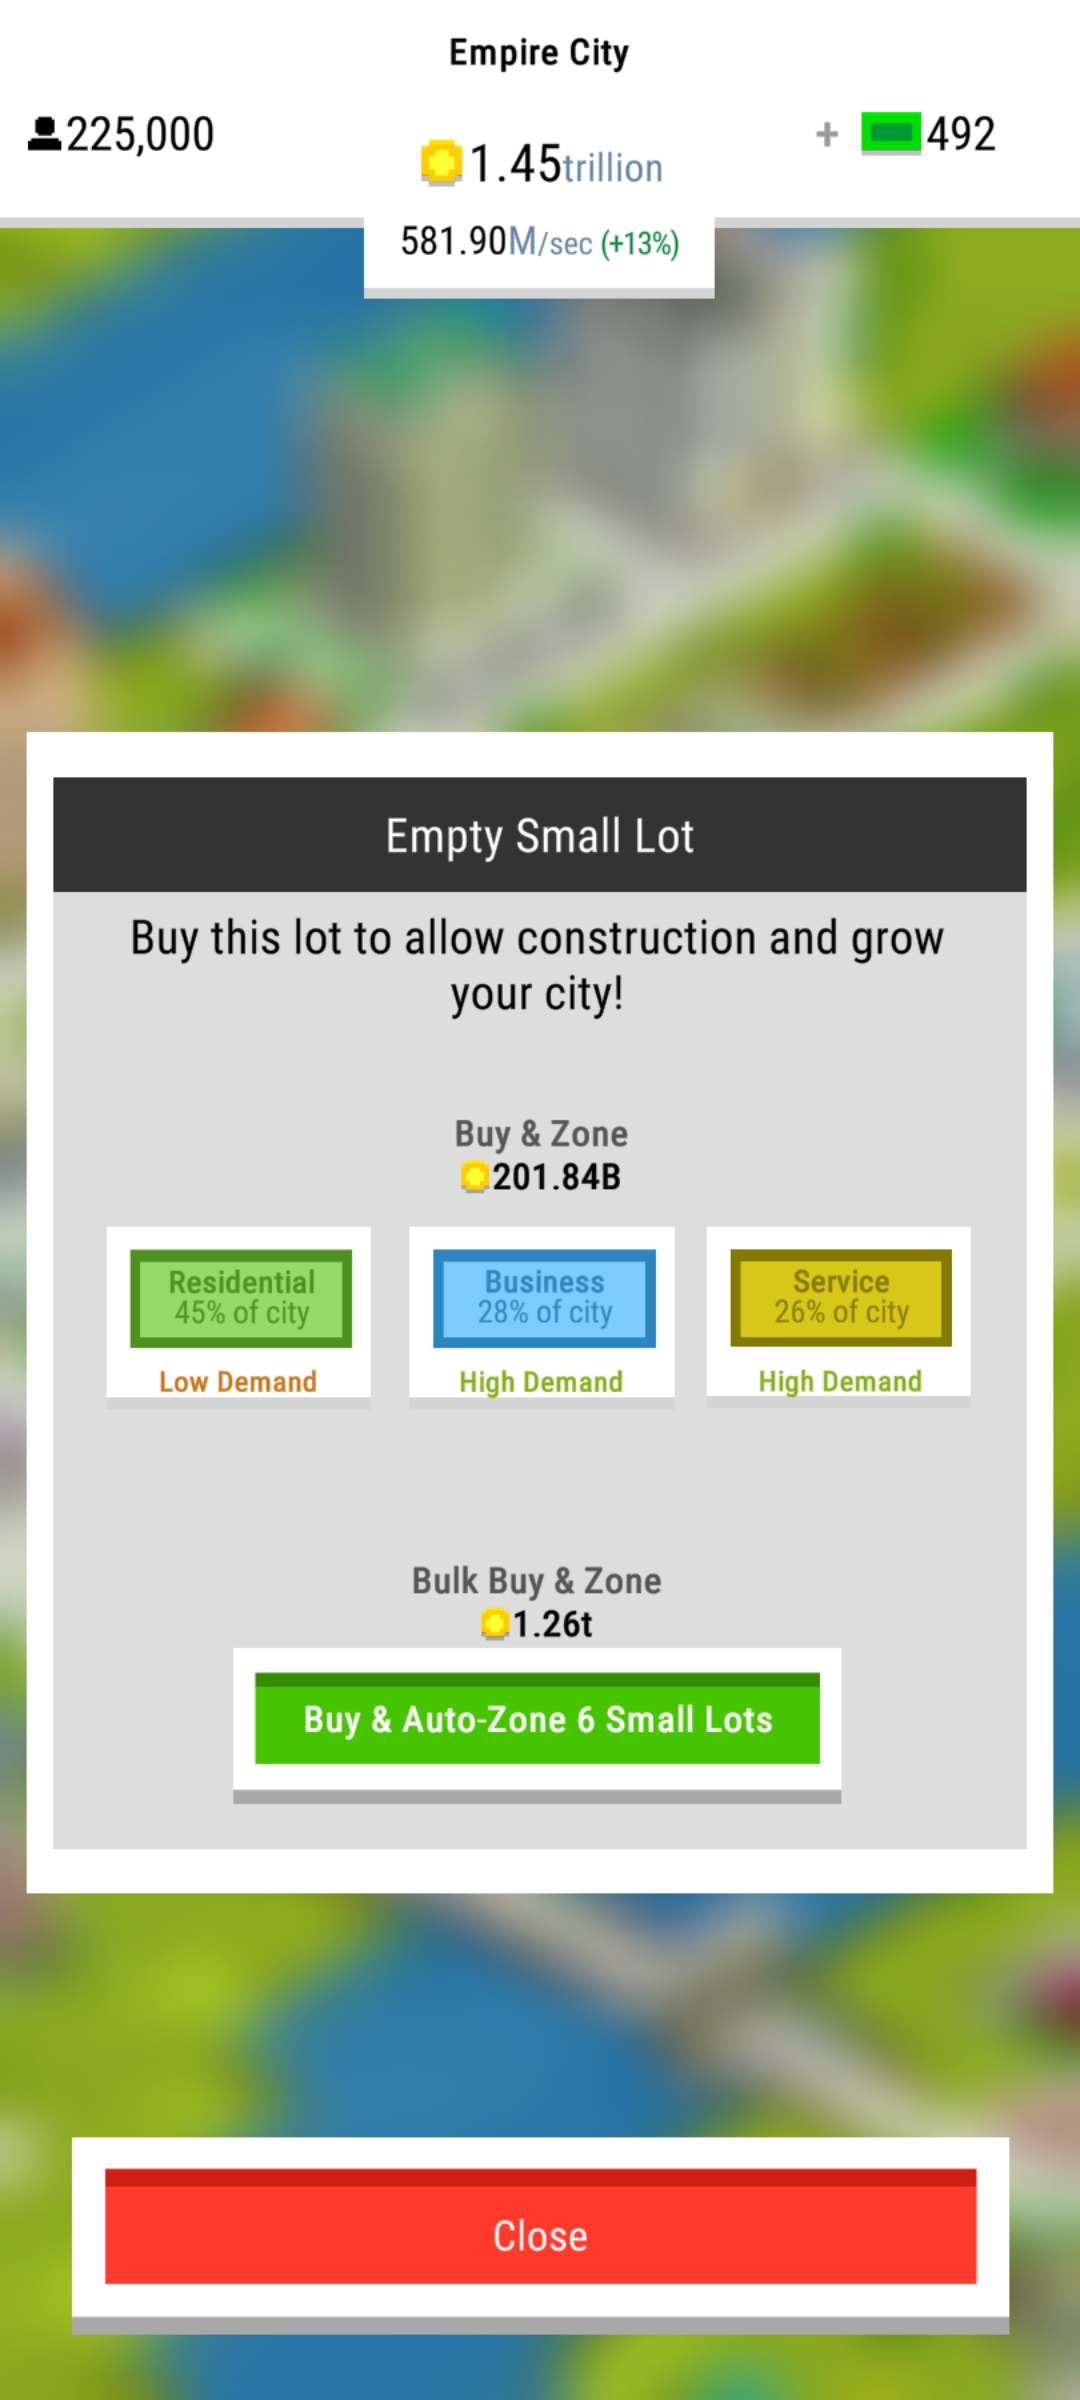 Empire City
225,000
1.45trillion
+ 492
581.90M/sec (+13%)
Empty Small Lot
Buy this lot to allow construction and grow
your city!
Buy & Zone
201.84B
Residential
45% of city
Low Demand
Business
28% of city
High Demand
Service
26% of city
High Demand
Bulk Buy & Zone
1.26t
Buy & Auto-Zone 6 Small Lots
Close